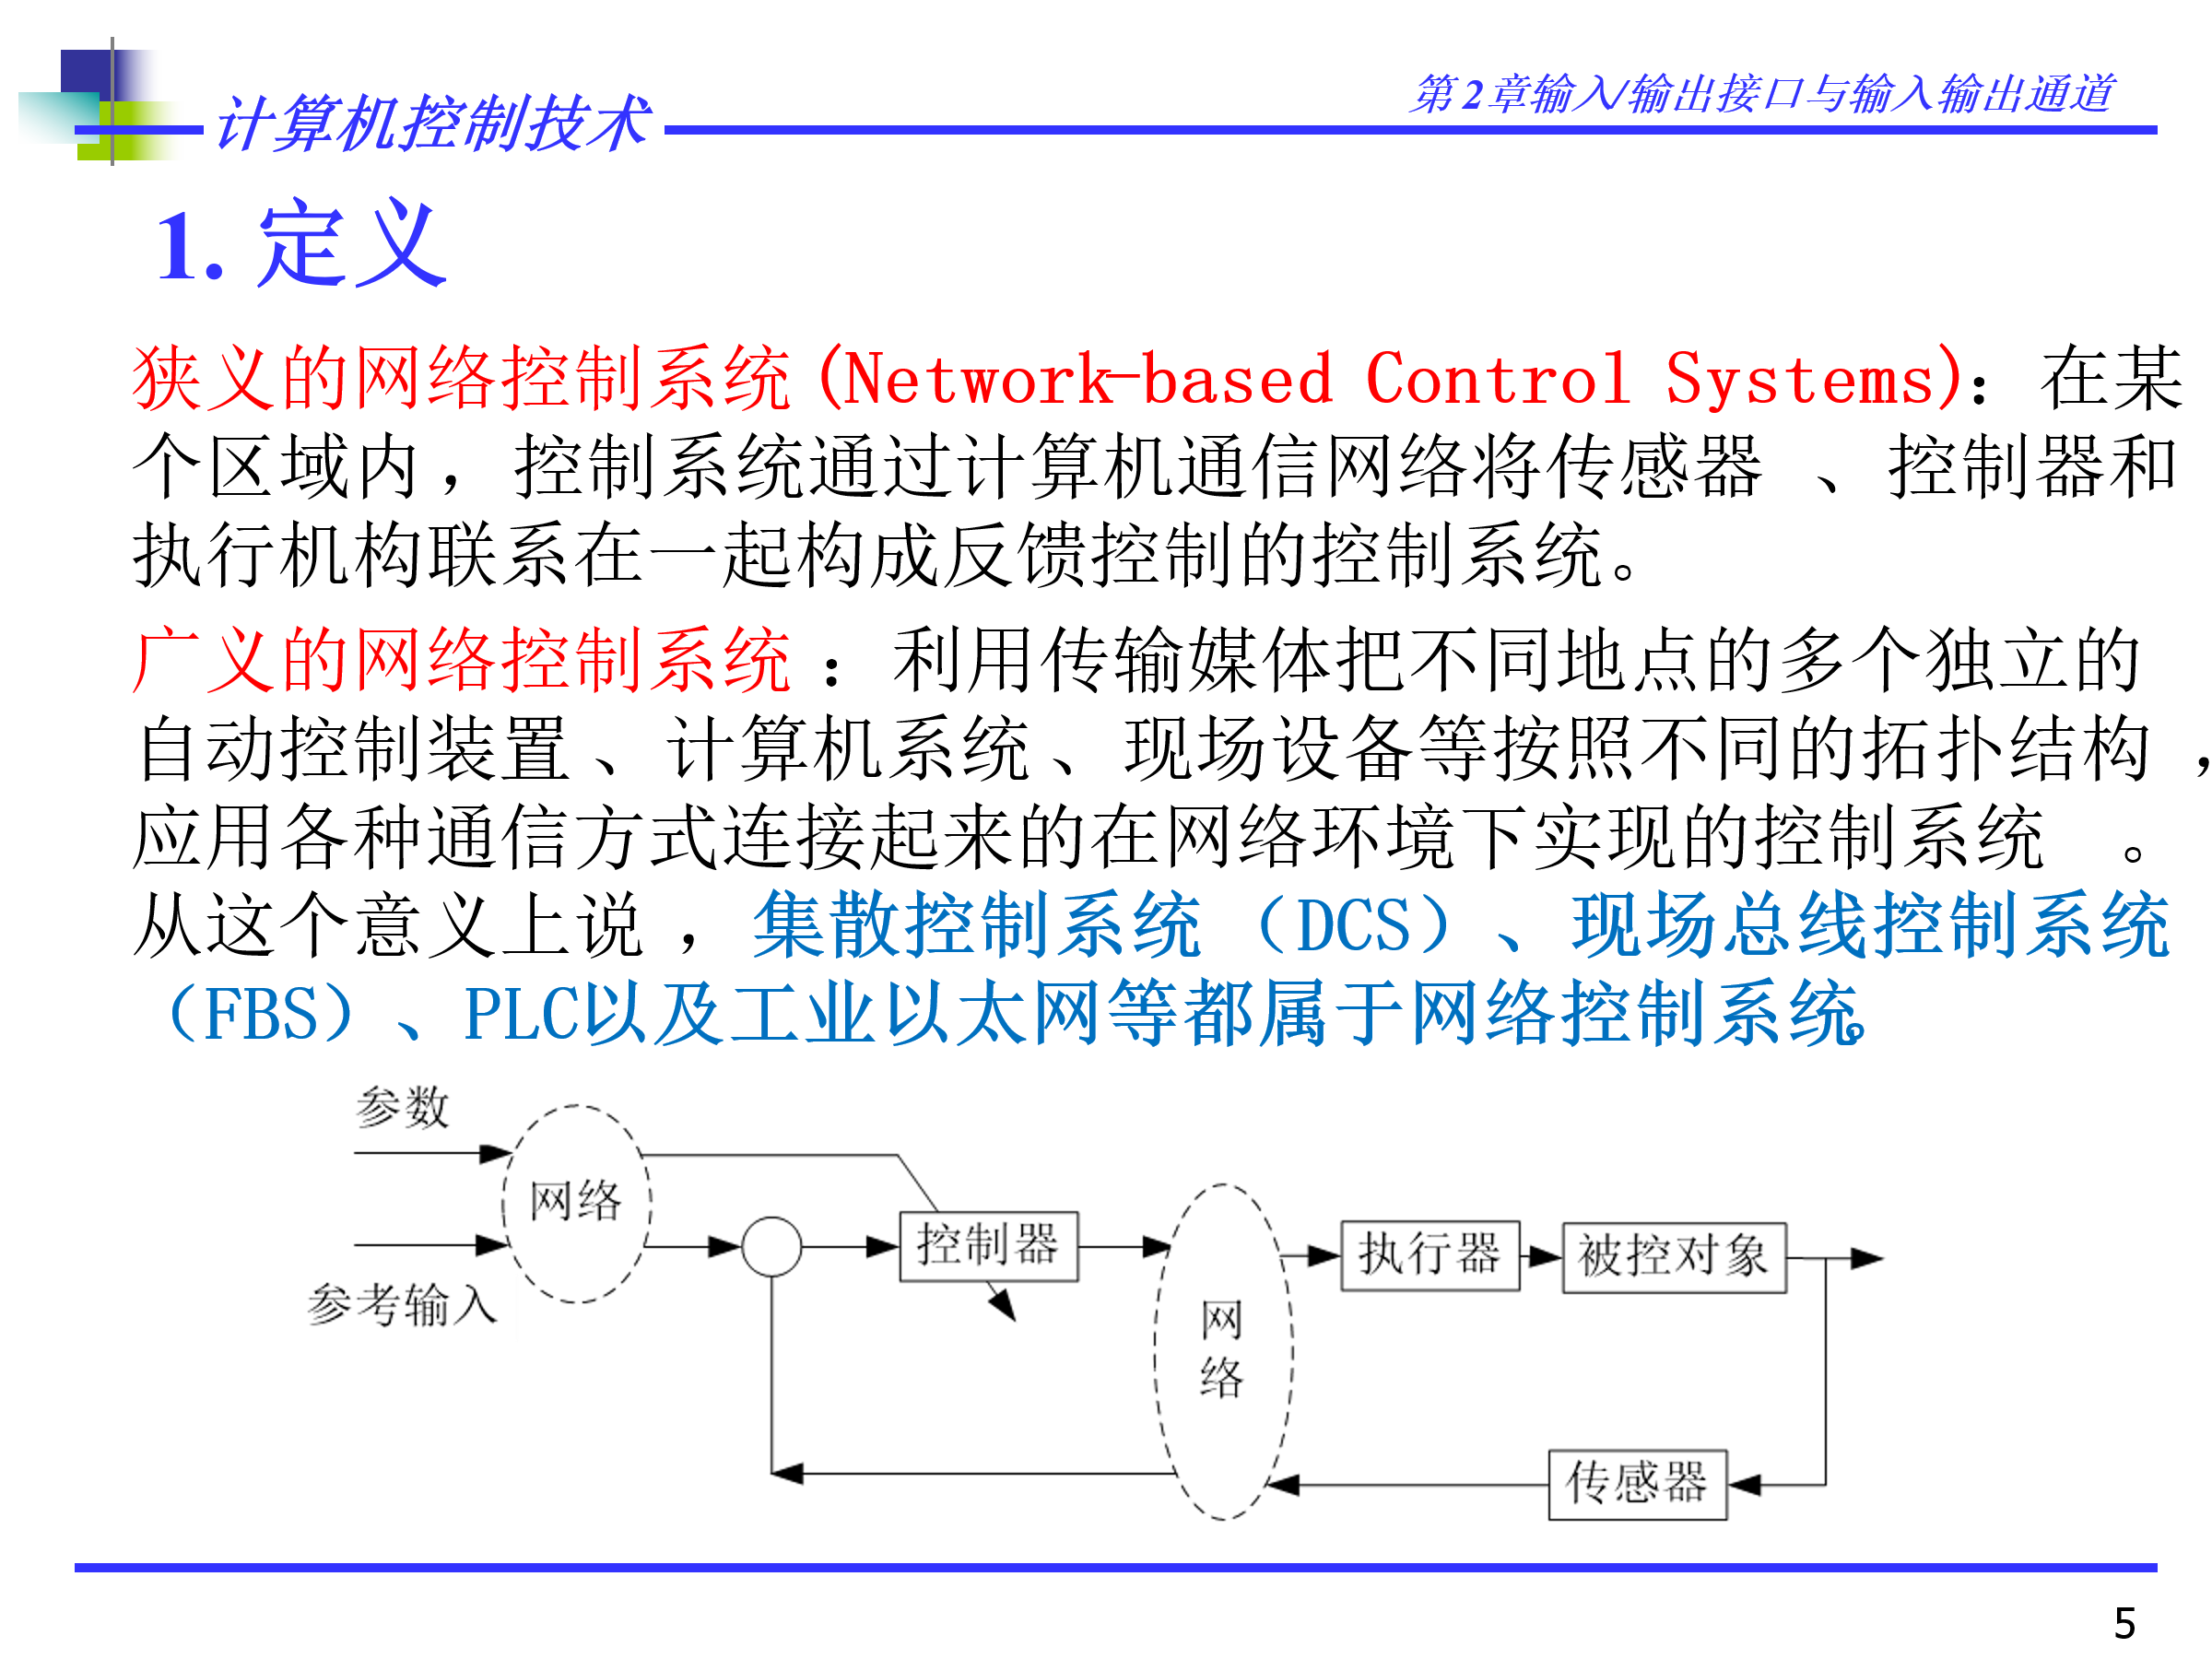 计算机控制技术
第2章输入/输出接口与输入输出通道
1. 定义
狭义的网络控制系统(Network-based Control Systems)：在某
个区域内，控制系统通过计算机通信网络将传感器、控制器和
执行机构联系在一起构成反馈控制的控制系统。
广义的网络控制系统：利用传输媒体把不同地点的多个独立的
自动控制装置、计算机系统、现场设备等按照不同的拓扑结构，
应用各种通信方式连接起来的在网络环境下实现的控制系统。
从这个意义上说，集散控制系统（DCS）、现场总线控制系统
（FBS）、PLC以及工业以太网等都属于网络控制系统。
参数
网络
参考输入
控制器
网
络
执行器
被控对象
传感器
5